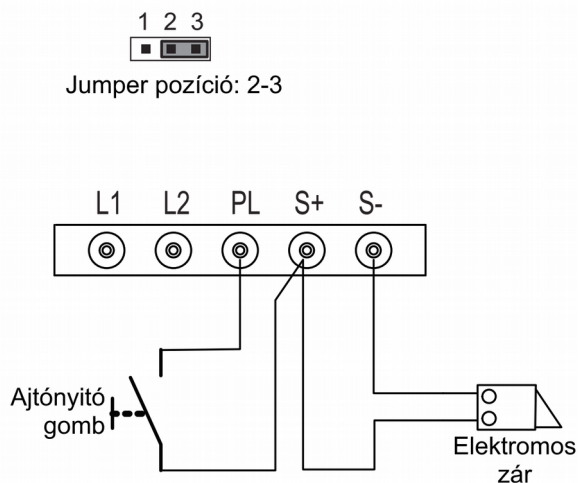 1 2 3
Jumper pozíció: 2-3
L1 L2 PL S+ S-
Ajtónyitó
gomb
Elektromos
zár